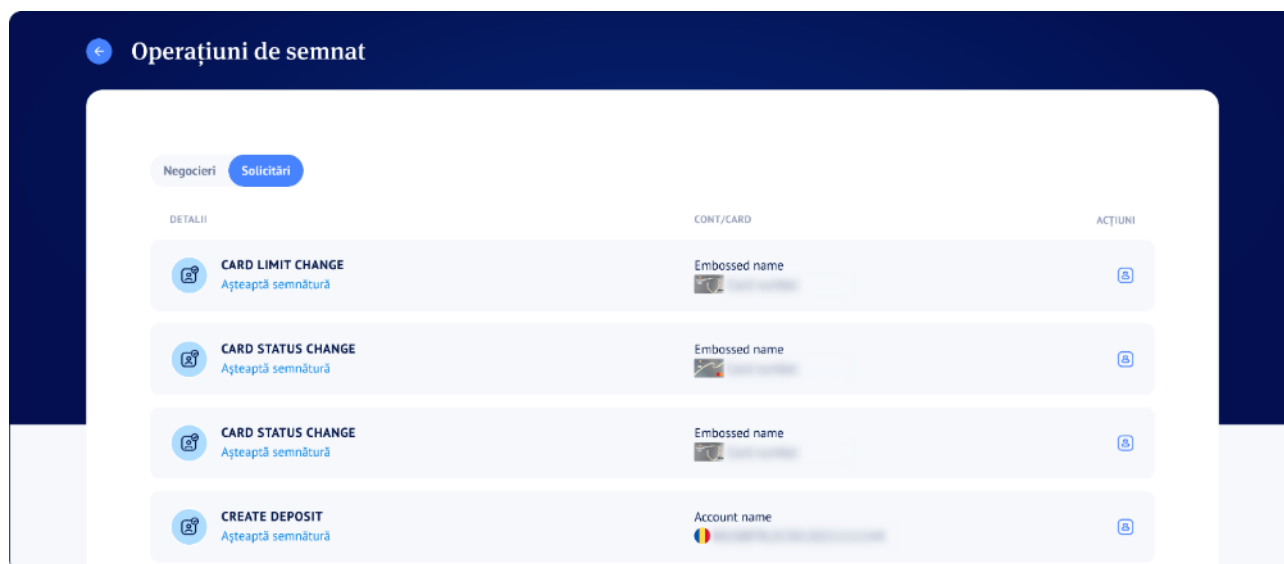 Operațiuni de semnat
Negocieri Solicitări
DETALII CONT/CARD ACȚIUNI
CARD LIMIT CHANGE Embossed name
Așteaptă semnătură
CARD STATUS CHANGE Embossed name
Așteaptă semnătură
CARD STATUS CHANGE Embossed name
Așteaptă semnătură
CREATE DEPOSIT Account name
Așteaptă semnătură